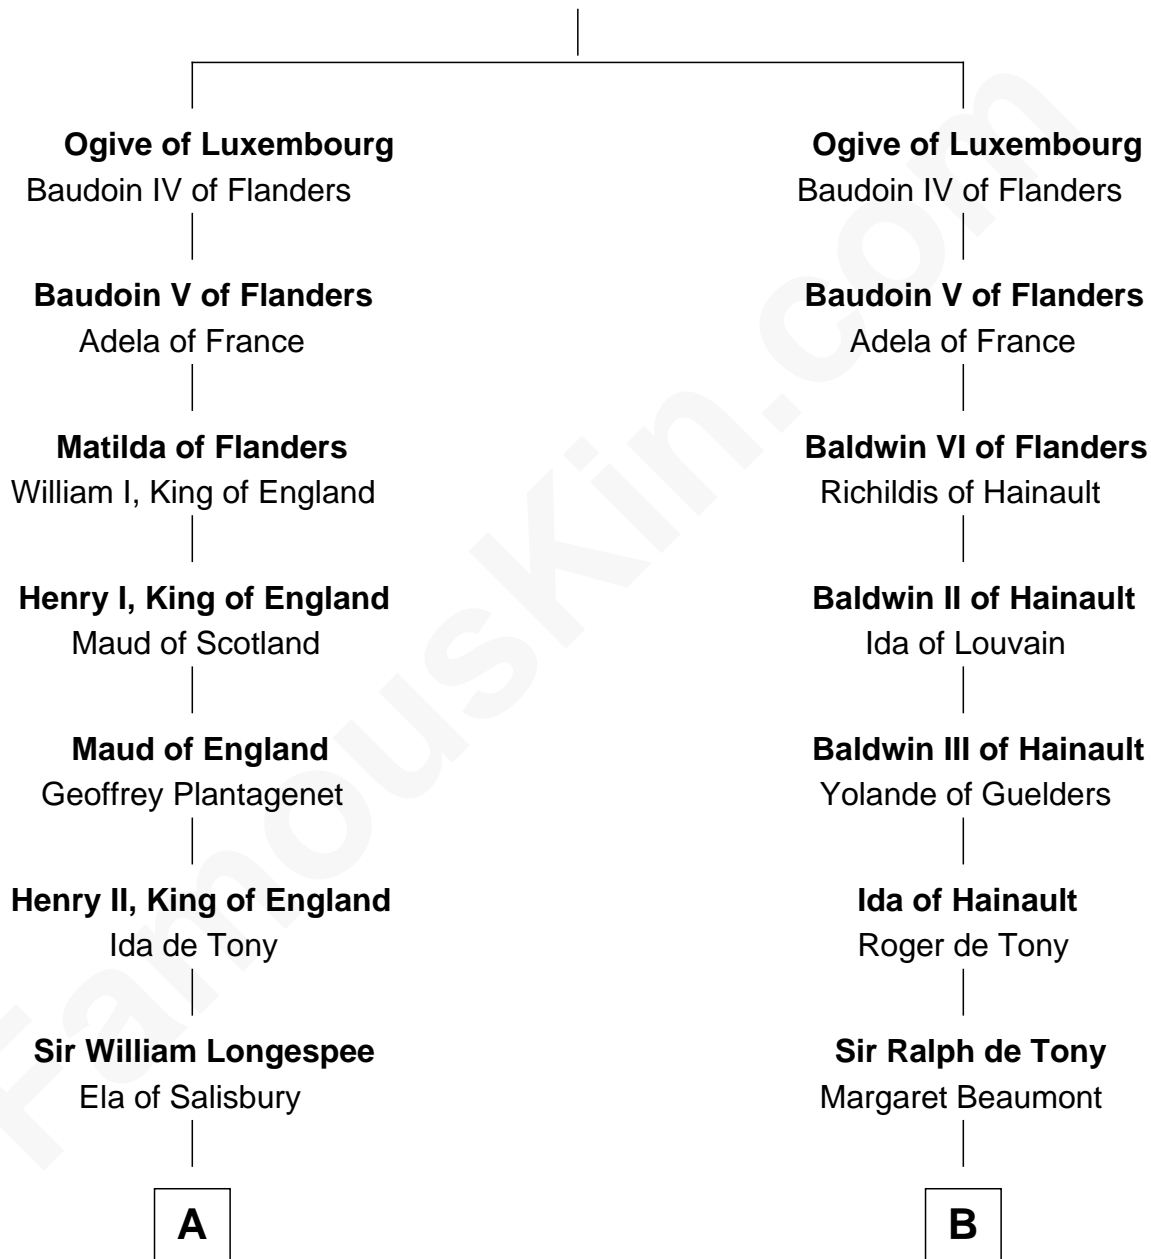 Ogive of Luxembourg
Baudoin IV of Flanders
Baudoin V of Flanders
Adela of France
Matilda of Flanders
William I, King of England
Henry I, King of England
Maud of Scotland
Maud of England
Geoffrey Plantagenet
Henry II, King of England
Ida de Tony
Sir William Longespee
Ela of Salisbury
A
Ogive of Luxembourg
Baudoin IV of Flanders
Baudoin V of Flanders
Adela of France
Baldwin VI of Flanders
Richildis of Hainault
Baldwin II of Hainault
Ida of Louvain
Baldwin III of Hainault
Yolande of Guelders
Ida of Hainault
Roger de Tony
Sir Ralph de Tony
Margaret Beaumont
B
FamousKin.com